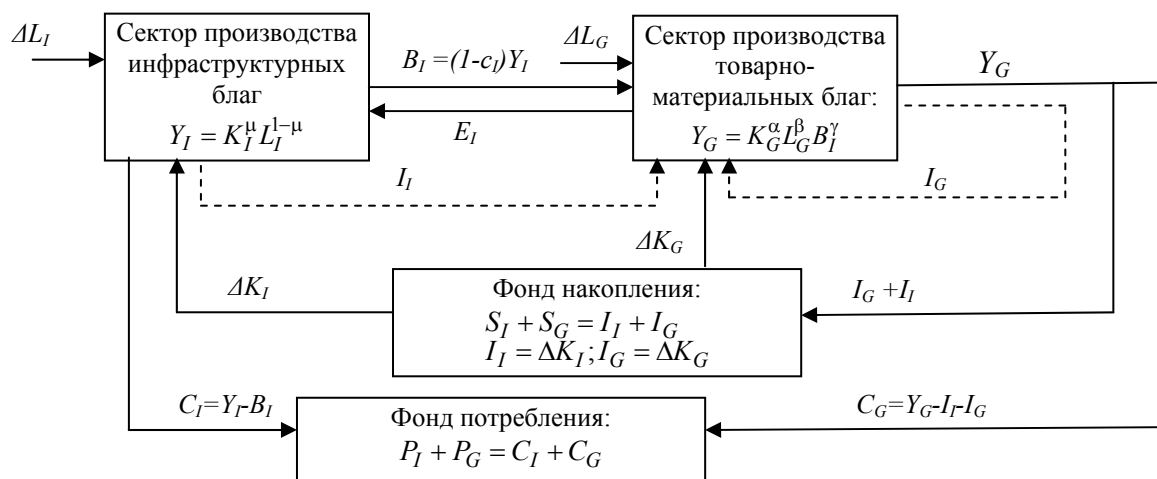 ΔL_I
Сектор производства
инфраструктурных
благ
Y_I = K_I^μ L_I^{1−μ}
B_I =(1-c_I)Y_I
E_I
ΔL_G
Сектор производства
товарно-
материальных благ:
Y_G = K_G^α L_G^β B_I^γ
Y_G
I_I
I_G
ΔK_G
ΔK_I
Фонд накопления:
S_I + S_G = I_I + I_G
I_I = ΔK_I; I_G = ΔK_G
I_G +I_I
C_I=Y_I-B_I
Фонд потребления:
P_I + P_G = C_I + C_G
C_G=Y_G-I_I-I_G